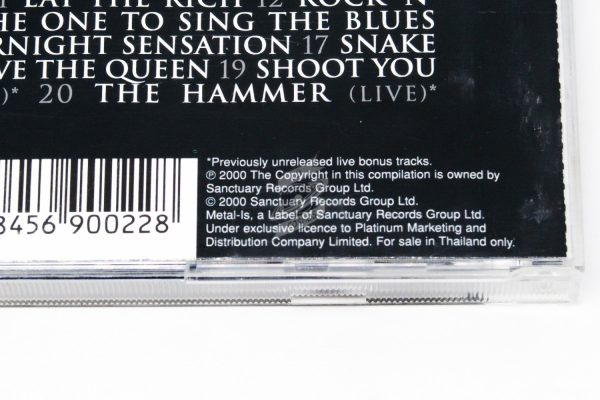 EAT THE RICH 12 ROCK 'N'
THE ONE TO SING THE BLUES
RNIGHT SENSATION 17 SNAKE
VE THE QUEEN 19 SHOOT YOU
)* 20 THE HAMMER (LIVE)*
*Previously unreleased live bonus tracks.
℗ 2000 The Copyright in this compilation is owned by
Sanctuary Records Group Ltd.
© 2000 Sanctuary Records Group Ltd.
Metal-Is, a Label of Sanctuary Records Group Ltd.
Under exclusive licence to Platinum Marketing and
Distribution Company Limited. For sale in Thailand only.
8456 900228